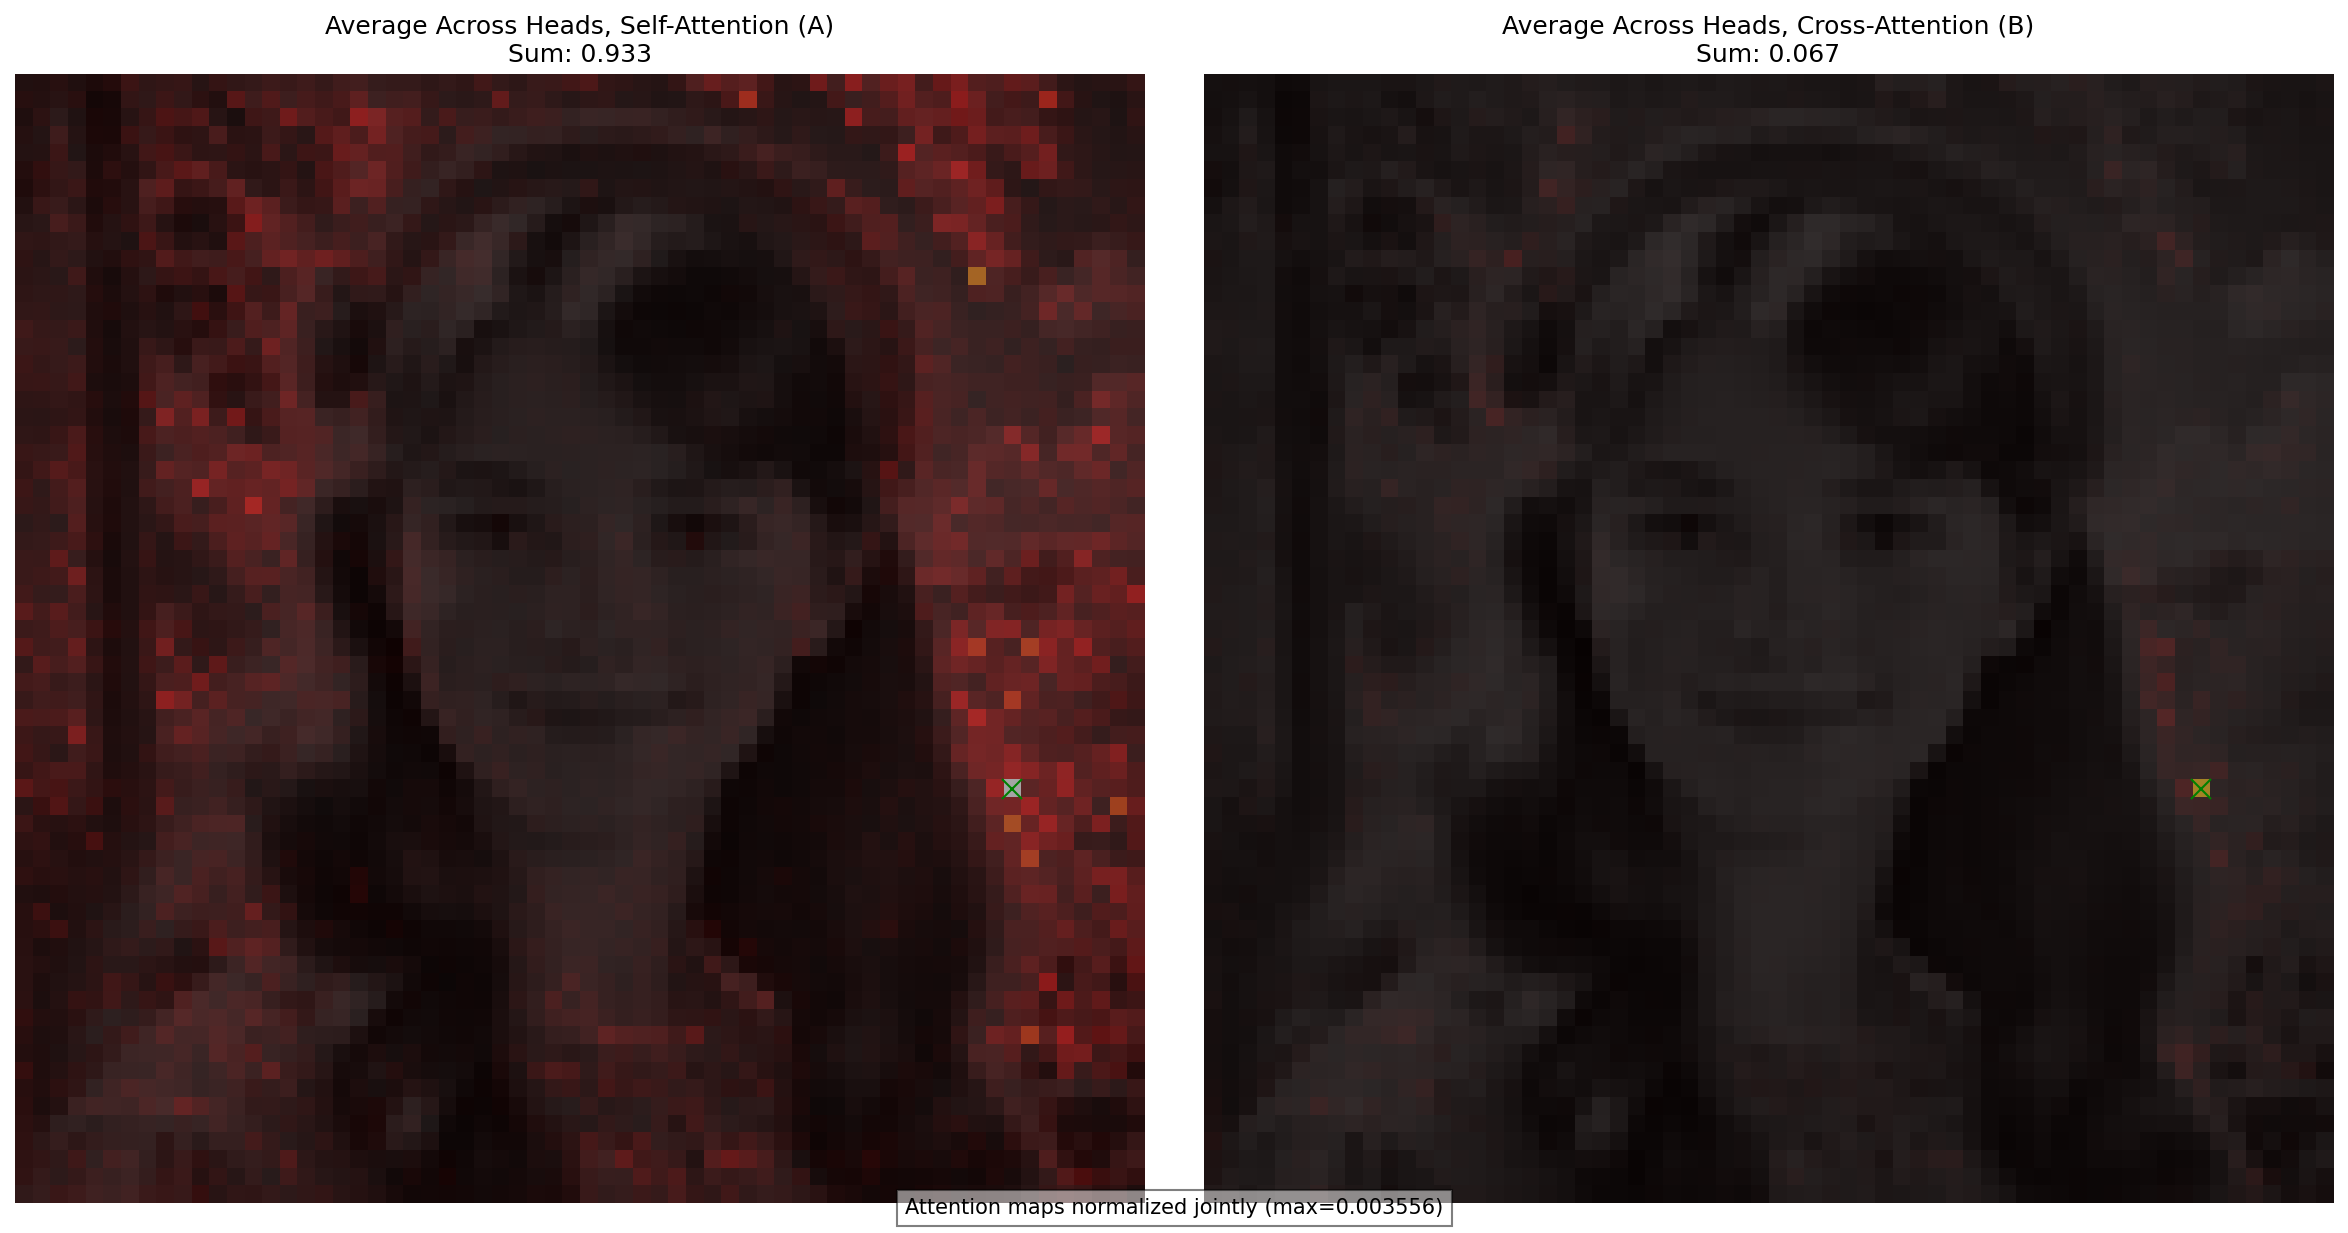 Average Across Heads, Self-Attention (A)
Sum: 0.933
Average Across Heads, Cross-Attention (B)
Sum: 0.067
Attention maps normalized jointly (max=0.003556)